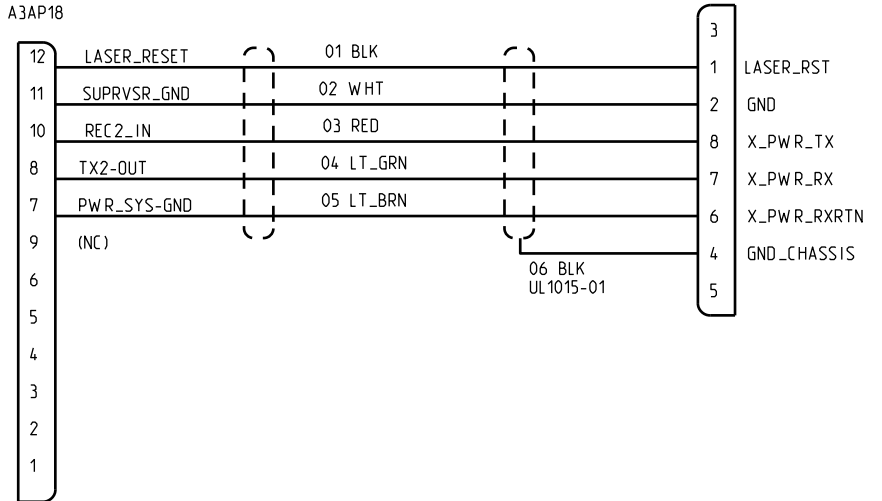 A3AP18
3
12 LASER_RESET 01 BLK 1 LASER_RST
11 SUPRVSR_GND 02 WHT 2 GND
10 REC2_IN 03 RED 8 X_PWR_TX
8 TX2-OUT 04 LT_GRN 7 X_PWR_RX
7 PWR_SYS-GND 05 LT_BRN 6 X_PWR_RXRTN
9 (NC) 4 GND_CHASSIS
06 BLK
UL1015-01
6 5
5
4
3
2
1